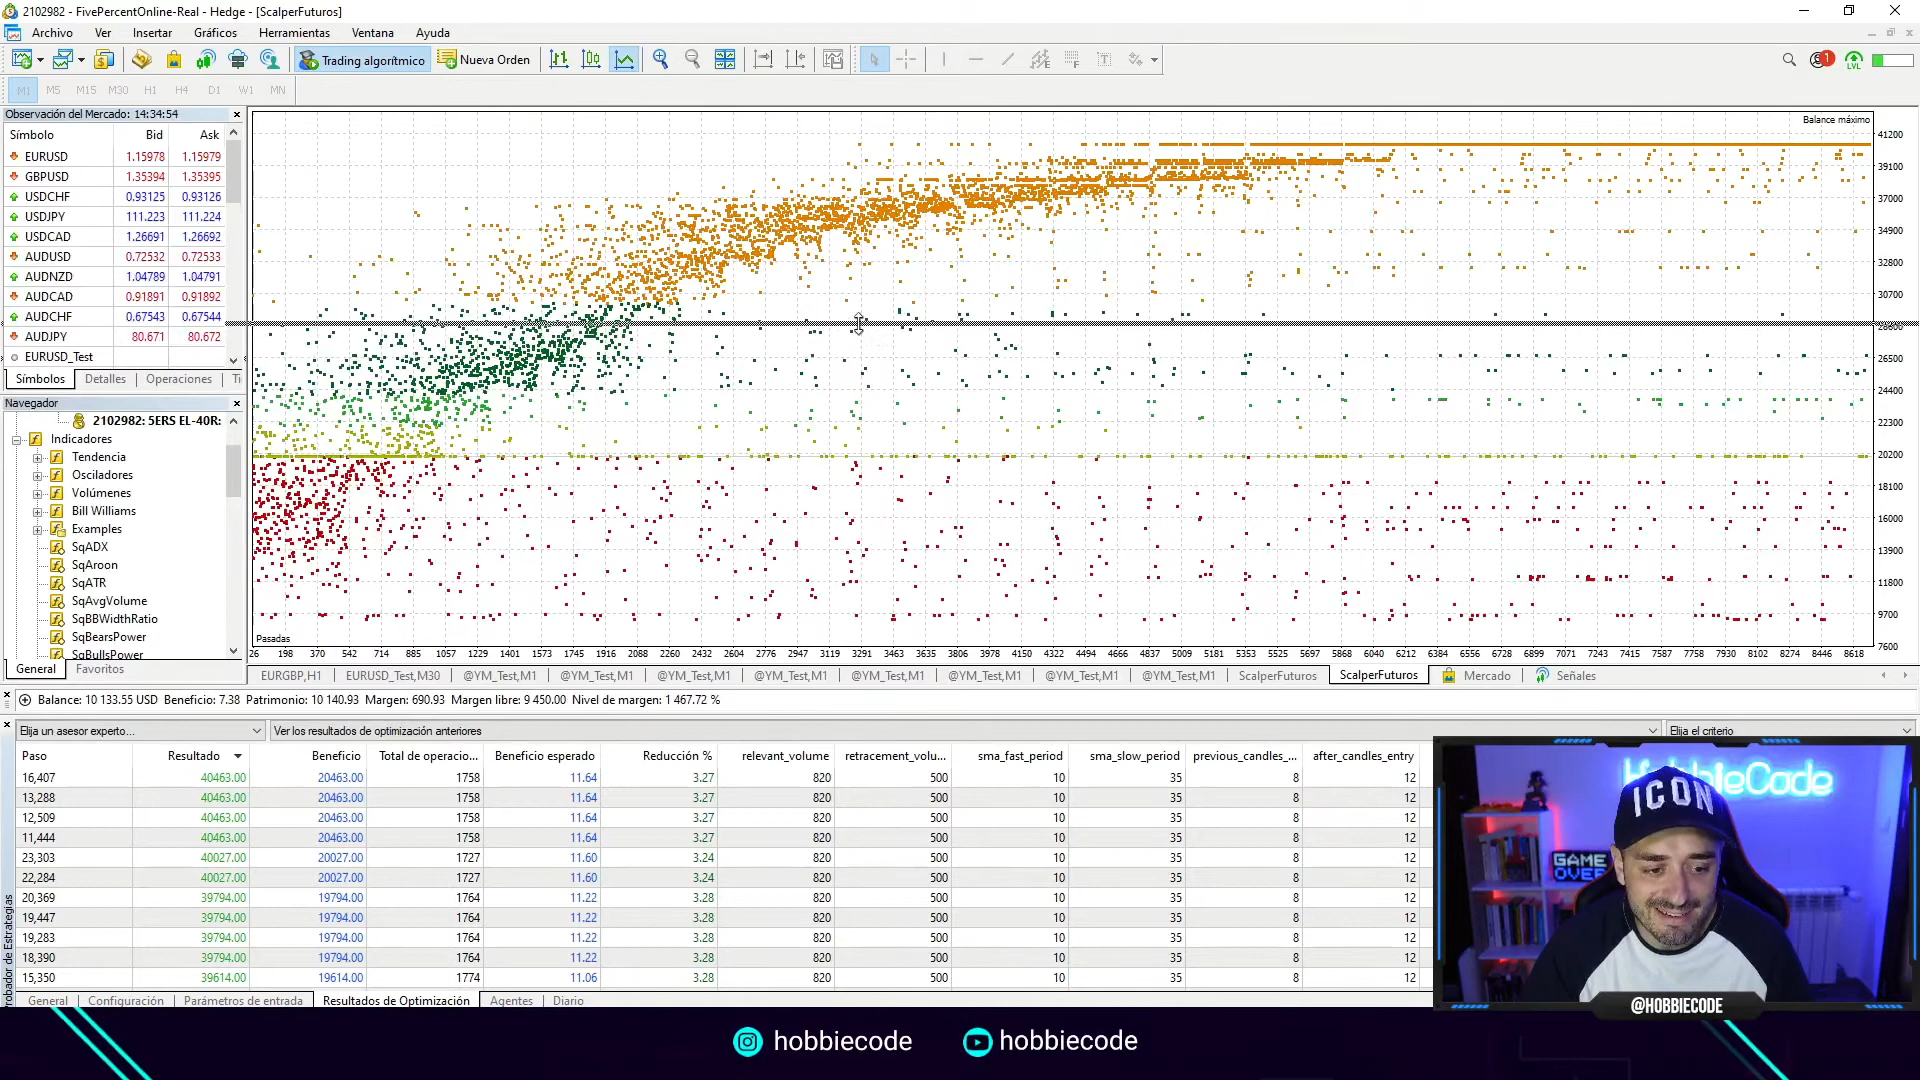 2102982 - FivePercentOnline-Real - Hedge - [ScalperFuturos]
Archivo Ver Insertar Gráficos Herramientas Ventana Ayuda
Trading algorítmico Nueva Orden
1 LVL
M1 M5 M15 M30 H1 H4 D1 W1 MN
Observación del Mercado: 14:34:54
Símbolo Bid Ask
EURUSD 1.15978 1.15979
GBPUSD 1.35394 1.35395
USDCHF 0.93125 0.93126
USDJPY 111.223 111.224
USDCAD 1.26691 1.26692
AUDUSD 0.72532 0.72533
AUDNZD 1.04789 1.04791
AUDCAD 0.91891 0.91892
AUDCHF 0.67543 0.67544
AUDJPY 80.671 80.672
EURUSD_Test
Símbolos Detalles Operaciones
Navegador
2102982: 5ERS EL-40R:
Indicadores
Tendencia
Osciladores
Volúmenes
Bill Williams
Examples
SqADX
SqAroon
SqATR
SqAvgVolume
SqBBWidthRatio
SqBearsPower
SqBullsPower
General Favoritos
Balance máximo
41200
39100
37000
34900
32800
30700
26500
24400
22300
20200
18100
16000
13900
11800
9700
7600
Pasadas
26 198 370 542 714 885 1057 1229 1401 1573 1745 1916 2088 2260 2432 2604 2776 2947 3119 3291 3463 3635 3806 3978 4150 4322 4494 4666 4837 5009 5181 5353 5525 5697 5868 6040 6212 6384 6556 6728 6899 7071 7243 7415 7587 7758 7930 8102 8274 8446 8618
EURGBP,H1 EURUSD_Test,M30 @YM_Test,M1 @YM_Test,M1 @YM_Test,M1 @YM_Test,M1 @YM_Test,M1 @YM_Test,M1 @YM_Test,M1 @YM_Test,M1 ScalperFuturos ScalperFuturos Mercado Señales
Balance: 10 133.55 USD Beneficio: 7.38 Patrimonio: 10 140.93 Margen: 690.93 Margen libre: 9 450.00 Nivel de margen: 1 467.72 %
Elija un asesor experto... Ver los resultados de optimización anteriores Elija el criterio
Paso Resultado Beneficio Total de operacio... Beneficio esperado Reducción % relevant_volume retracement_volu... sma_fast_period sma_slow_period previous_candles_... after_candles_entry
16,407 40463.00 20463.00 1758 11.64 3.27 820 500 10 35 8 12
13,288 40463.00 20463.00 1758 11.64 3.27 820 500 10 35 8 12
12,509 40463.00 20463.00 1758 11.64 3.27 820 500 10 35 8 12
11,444 40463.00 20463.00 1758 11.64 3.27 820 500 10 35 8 12
23,303 40027.00 20027.00 1727 11.60 3.24 820 500 10 35 8 12
22,284 40027.00 20027.00 1727 11.60 3.24 820 500 10 35 8 12
20,369 39794.00 19794.00 1764 11.22 3.28 820 500 10 35 8 12
19,447 39794.00 19794.00 1764 11.22 3.28 820 500 10 35 8 12
19,283 39794.00 19794.00 1764 11.22 3.28 820 500 10 35 8 12
18,390 39794.00 19794.00 1764 11.22 3.28 820 500 10 35 8 12
15,350 39614.00 19614.00 1774 11.06 3.28 820 500 10 35 8 12
General Configuración Parámetros de entrada Resultados de Optimización Agentes Diario
HobbieCode
ICON
GAME
OVER
@HOBBIECODE
hobbiecode hobbiecode